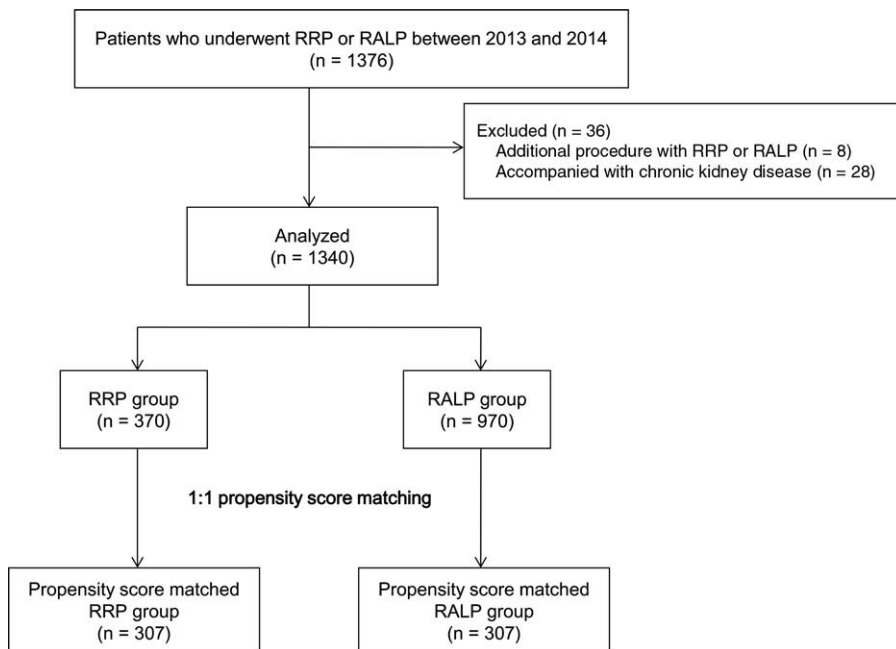 Patients who underwent RRP or RALP between 2013 and 2014
(n = 1376)
Excluded (n = 36)
Additional procedure with RRP or RALP (n = 8)
Accompanied with chronic kidney disease (n = 28)
Analyzed
(n = 1340)
RRP group
(n = 370)
RALP group
(n = 970)
1:1 propensity score matching
Propensity score matched
RRP group
(n = 307)
Propensity score matched
RALP group
(n = 307)